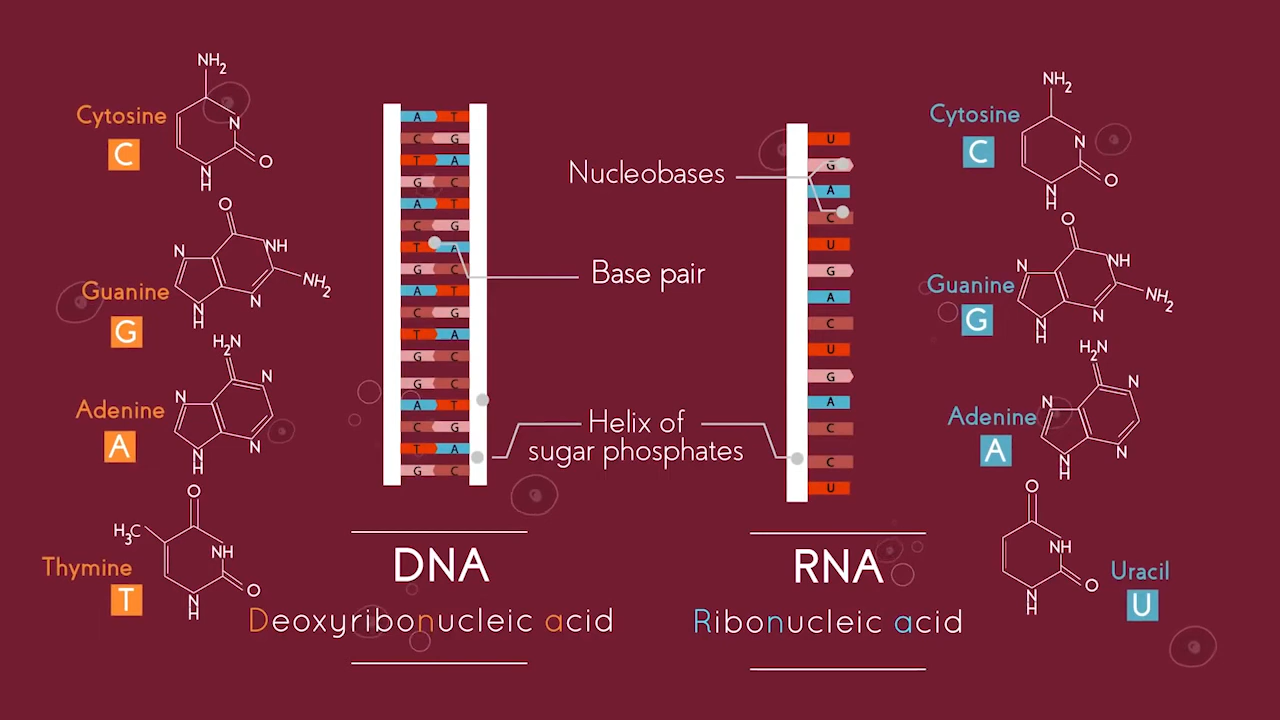 Cytosine
C
NH2
N
O
N
H
Guanine
G
O
N
NH
NH2
N
N
H
Adenine
A
H2N
N
N
N
N
H
Thymine
T
O
H3C
NH
O
N
H
A T
C G
T A
G C
A T
C G
T A
G C
A T
C G
T A
G C
G C
A T
C G
T A
G C
Nucleobases
Base pair
Helix of
sugar phosphates
U
G
A
C
U
G
A
C
U
G
A
C
C
U
DNA
Deoxyribonucleic acid
RNA
Ribonucleic acid
Cytosine
C
NH2
N
O
N
H
Guanine
G
O
N
NH
NH2
N
N
H
Adenine
A
H2N
N
N
N
N
H
O
NH
O
N
H
Uracil
U